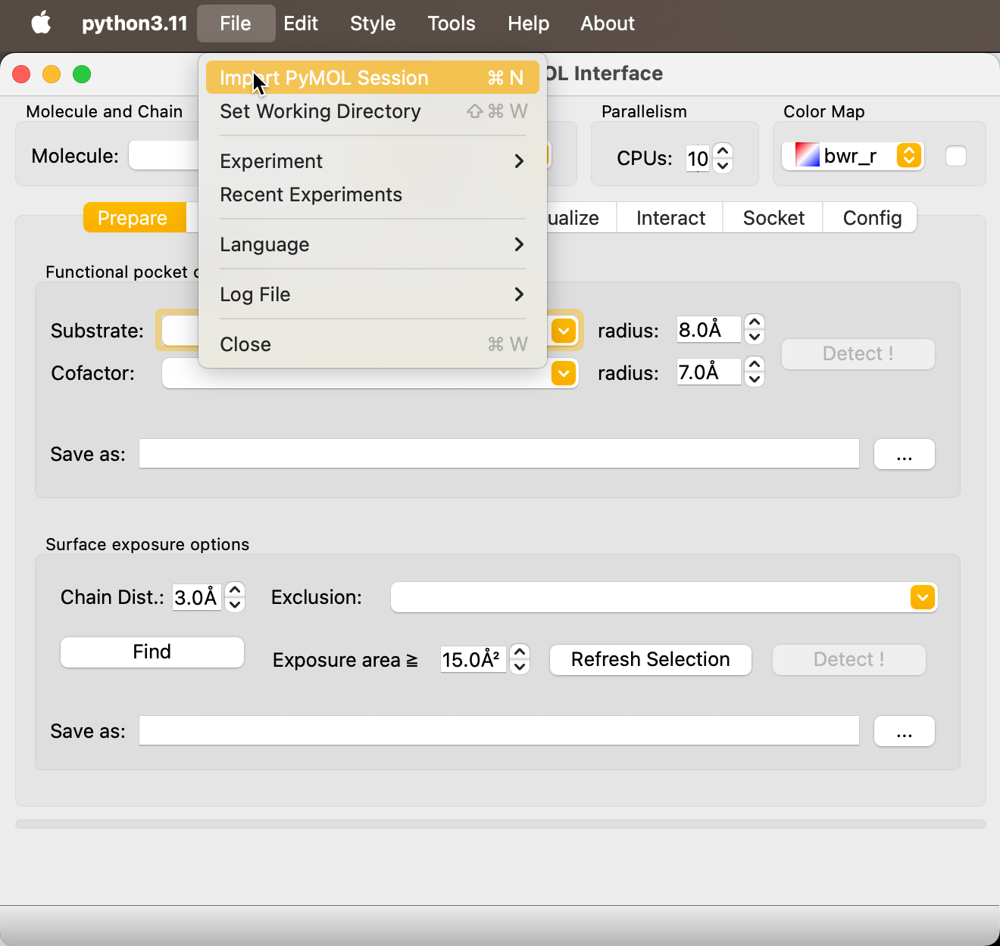 python3.11 File Edit Style Tools Help About
OL Interface
Import PyMOL Session ⌘ N
Set Working Directory ⇧ ⌘ W
Experiment
Recent Experiments
Language
Log File
Close ⌘ W
Molecule and Chain
Molecule:
Parallelism
CPUs: 10
Color Map
bwr_r
Prepare ualize Interact Socket Config
Functional pocket
Substrate: radius: 8.0Å
Cofactor: radius: 7.0Å
Detect !
Save as: ...
Surface exposure options
Chain Dist.: 3.0Å Exclusion:
Find Exposure area ≧ 15.0Å² Refresh Selection Detect !
Save as: ...